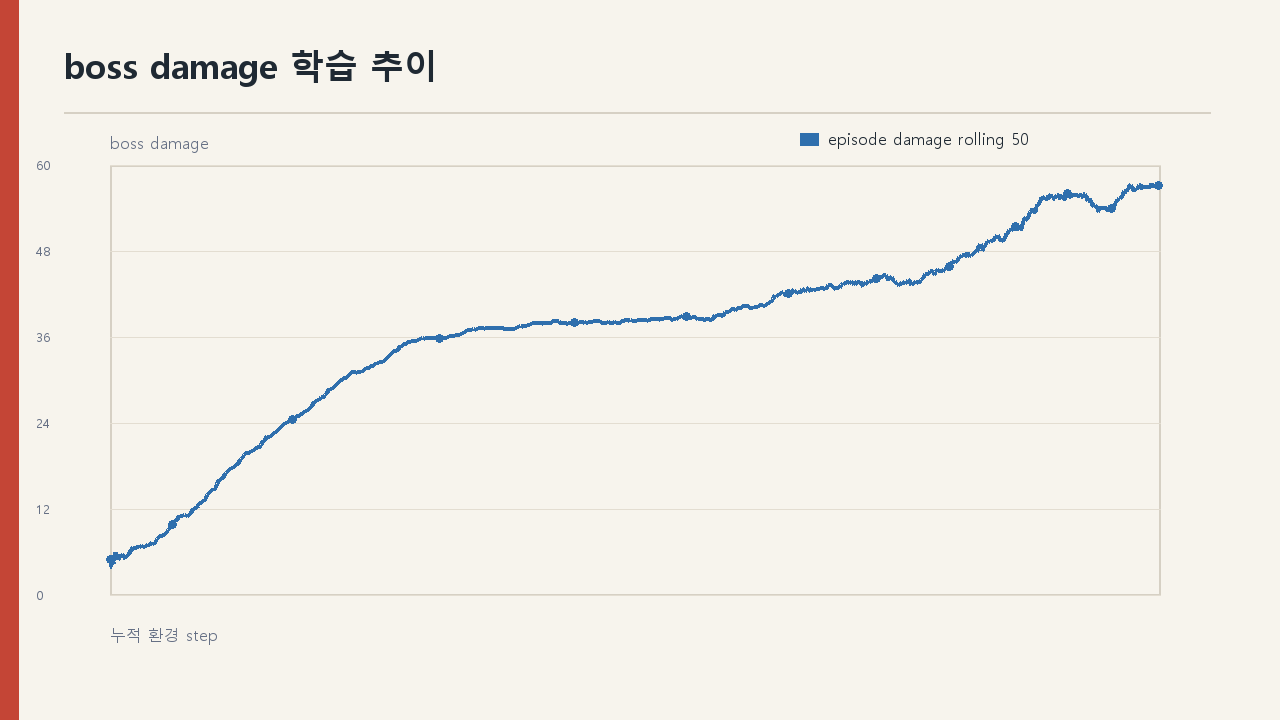 boss damage 학습 추이
boss damage
episode damage rolling 50
60
48
36
24
12
0
누적 환경 step